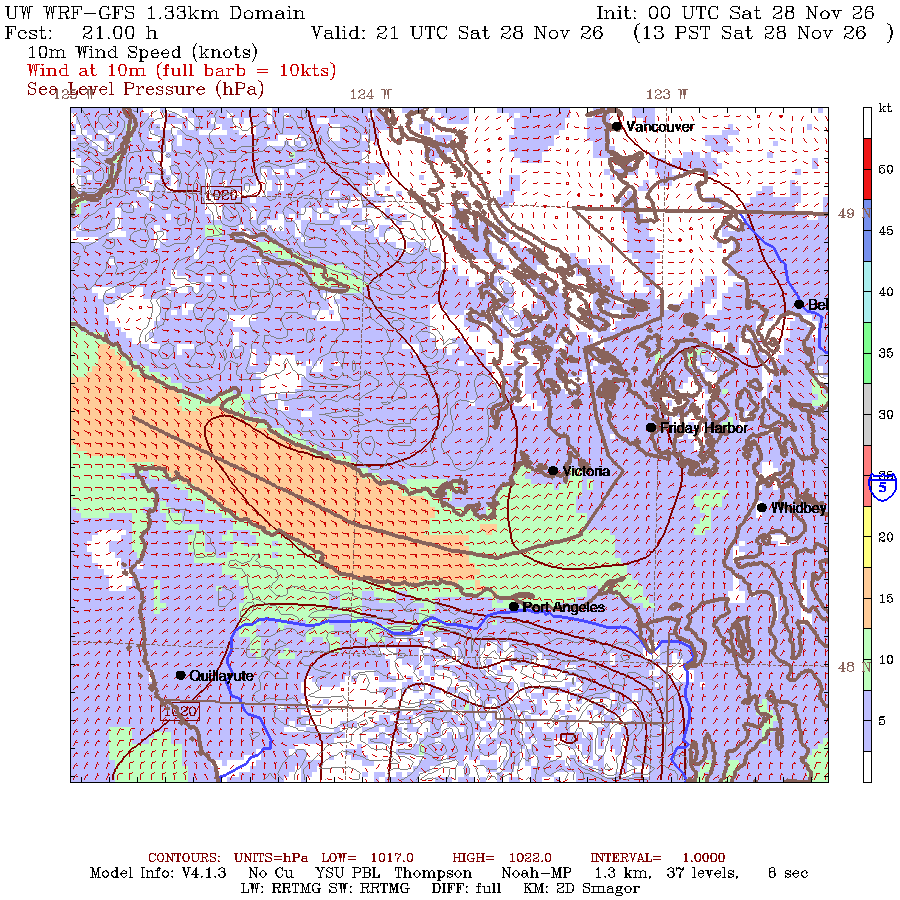 UW WRF-GFS 1.33km Domain Init: 00 UTC Sat 28 Nov 26
Fcst: 21.00 h Valid: 21 UTC Sat 28 Nov 26 (13 PST Sat 28 Nov 26 )
10m Wind Speed (knots)
Wind at 10m (full barb = 10kts)
Sea Level Pressure (hPa)
125 W 124 W 123 W
kt
Vancouver
60
1020
49 N
45
Bel
40
35
30
Friday Harbor
Victoria
25
5
Whidbey
20
15
Port Angeles
10
48 N
Quillayute
1020
5
CONTOURS: UNITS=hPa LOW= 1017.0 HIGH= 1022.0 INTERVAL= 1.0000
Model Info: V4.1.3 No Cu YSU PBL Thompson Noah-MP 1.3 km, 37 levels, 8 sec
LW: RRTMG SW: RRTMG DIFF: full KM: 2D Smagor